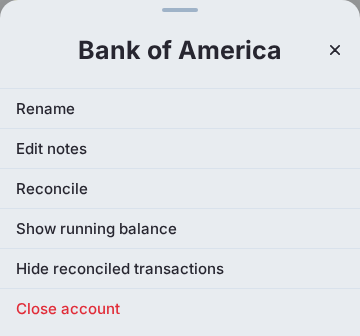 Bank of America
Rename
Edit notes
Reconcile
Show running balance
Hide reconciled transactions
Close account